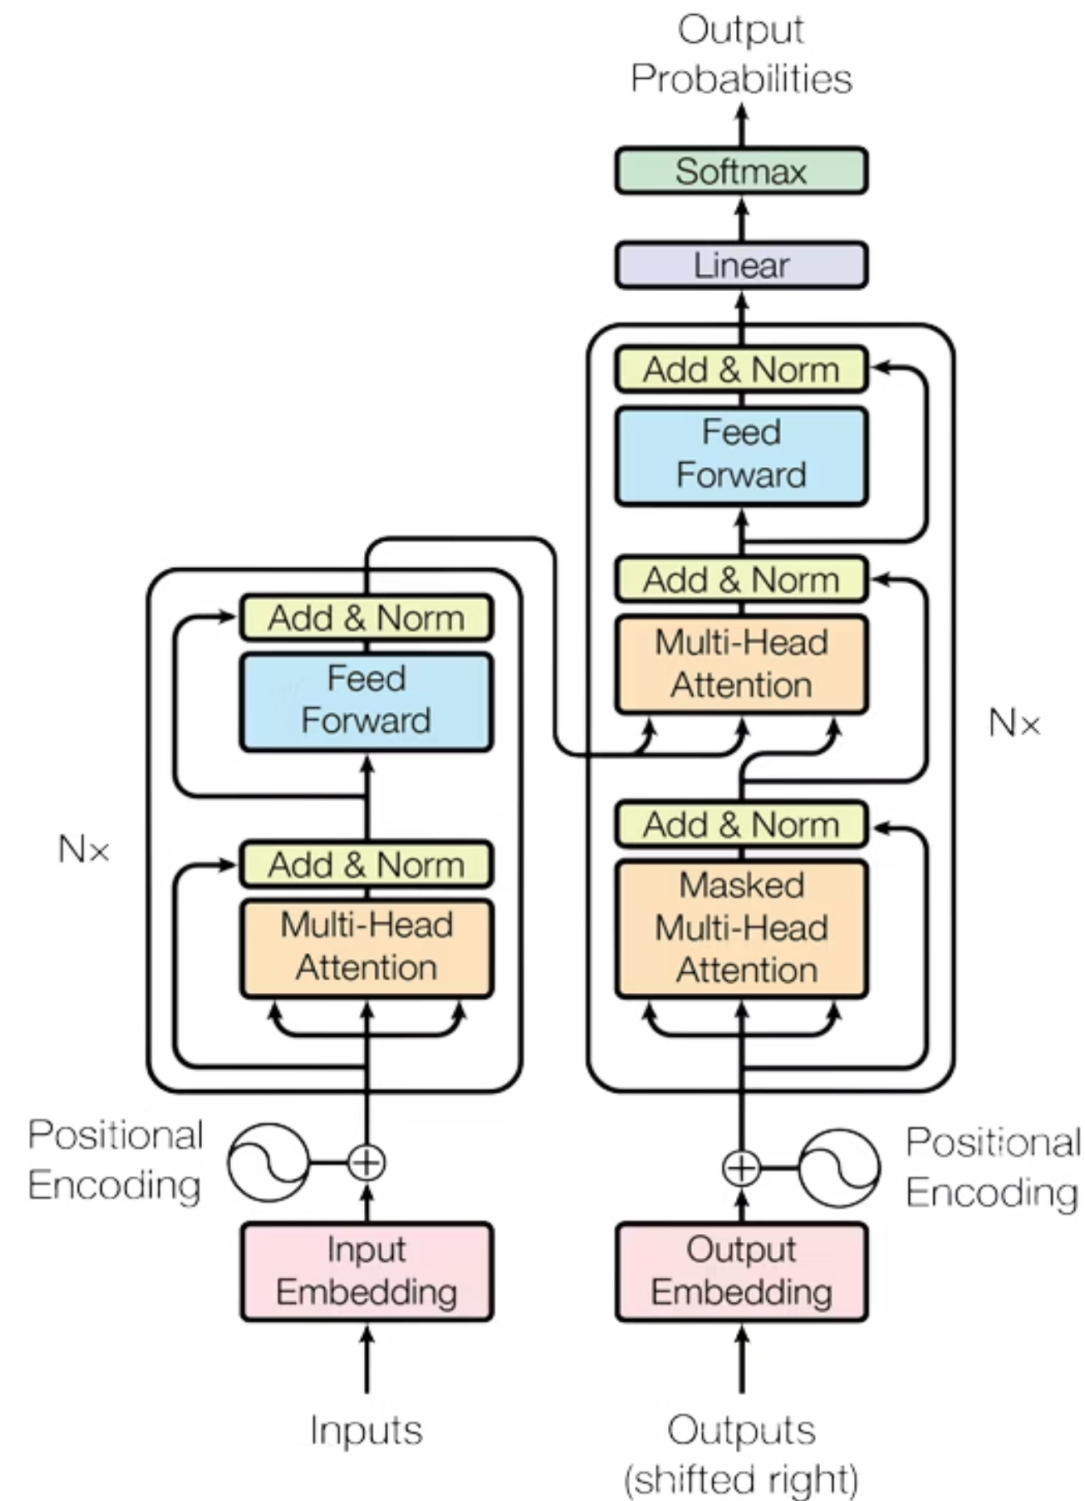 Output
Probabilities
Softmax
Linear
Add & Norm
Feed
Forward
Add & Norm
Multi-Head
Attention
Add & Norm
Masked
Multi-Head
Attention
Nx
Positional
Encoding
Output
Embedding
Outputs
(shifted right)
Add & Norm
Feed
Forward
Add & Norm
Multi-Head
Attention
Nx
Positional
Encoding
Input
Embedding
Inputs